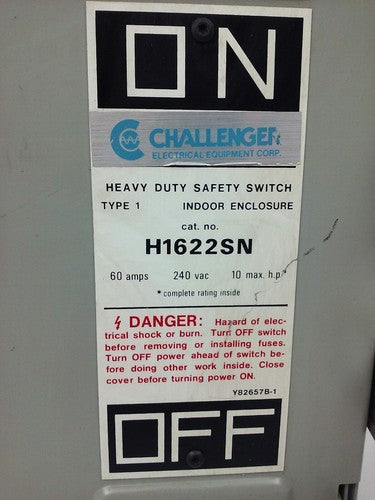 ON
CHALLENGER
ELECTRICAL EQUIPMENT CORP.
HEAVY DUTY SAFETY SWITCH
TYPE 1 INDOOR ENCLOSURE
cat. no.
H1622SN
60 amps 240 vac 10 max. h.p.*
* complete rating inside
DANGER: Hazard of elec-
trical shock or burn. Turn OFF switch
before removing or installing fuses.
Turn OFF power ahead of switch be-
fore doing other work inside. Close
cover before turning power ON.
Y82657B-1
OFF